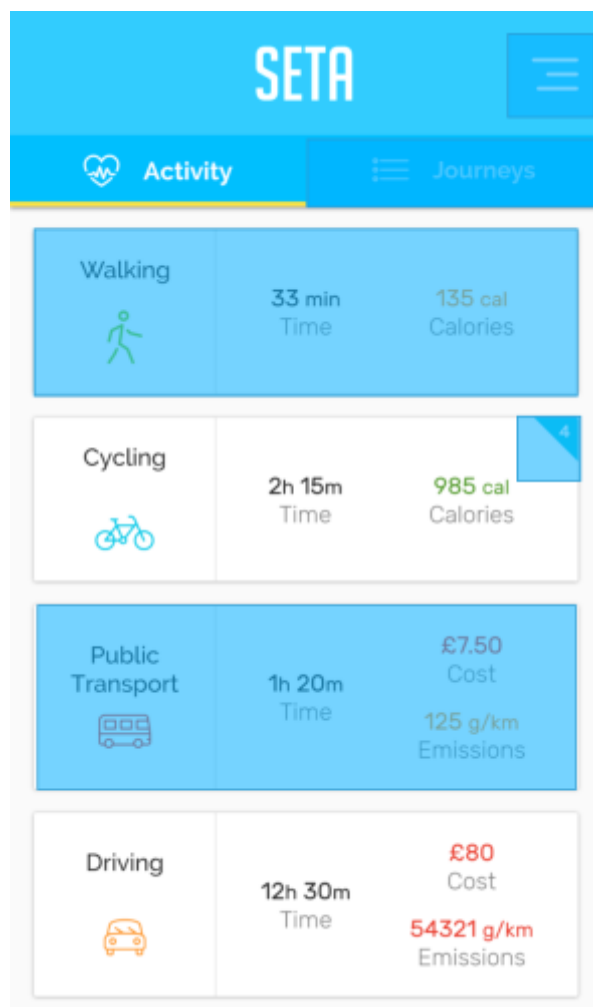 SETA
Activity
Journeys
Walking
33 min
Time
135 cal
Calories
4
Cycling
2h 15m
Time
985 cal
Calories
Public
Transport
1h 20m
Time
£7.50
Cost
125 g/km
Emissions
Driving
12h 30m
Time
£80
Cost
54321 g/km
Emissions